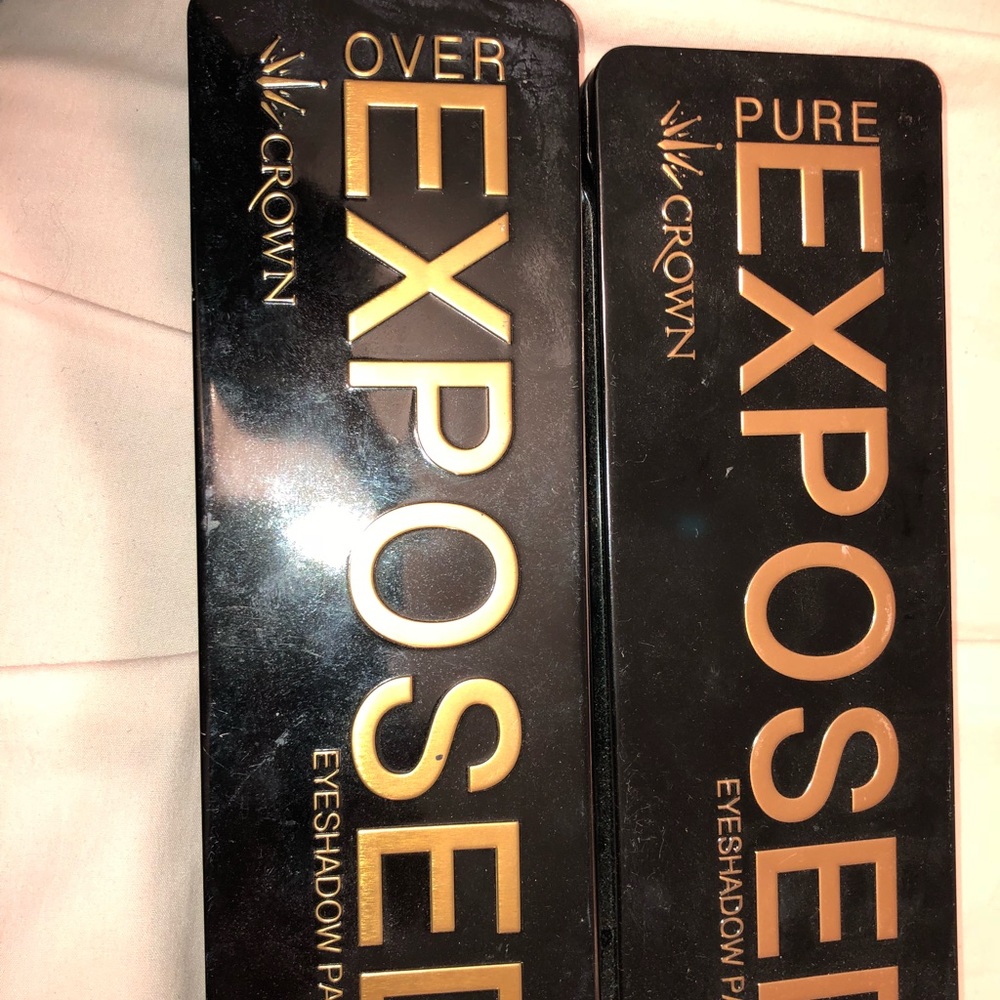 OVER
EXPOSED
CROWN
EYESHADOW PA
PURE
EXPOSED
CROWN
EYESHADOW PA